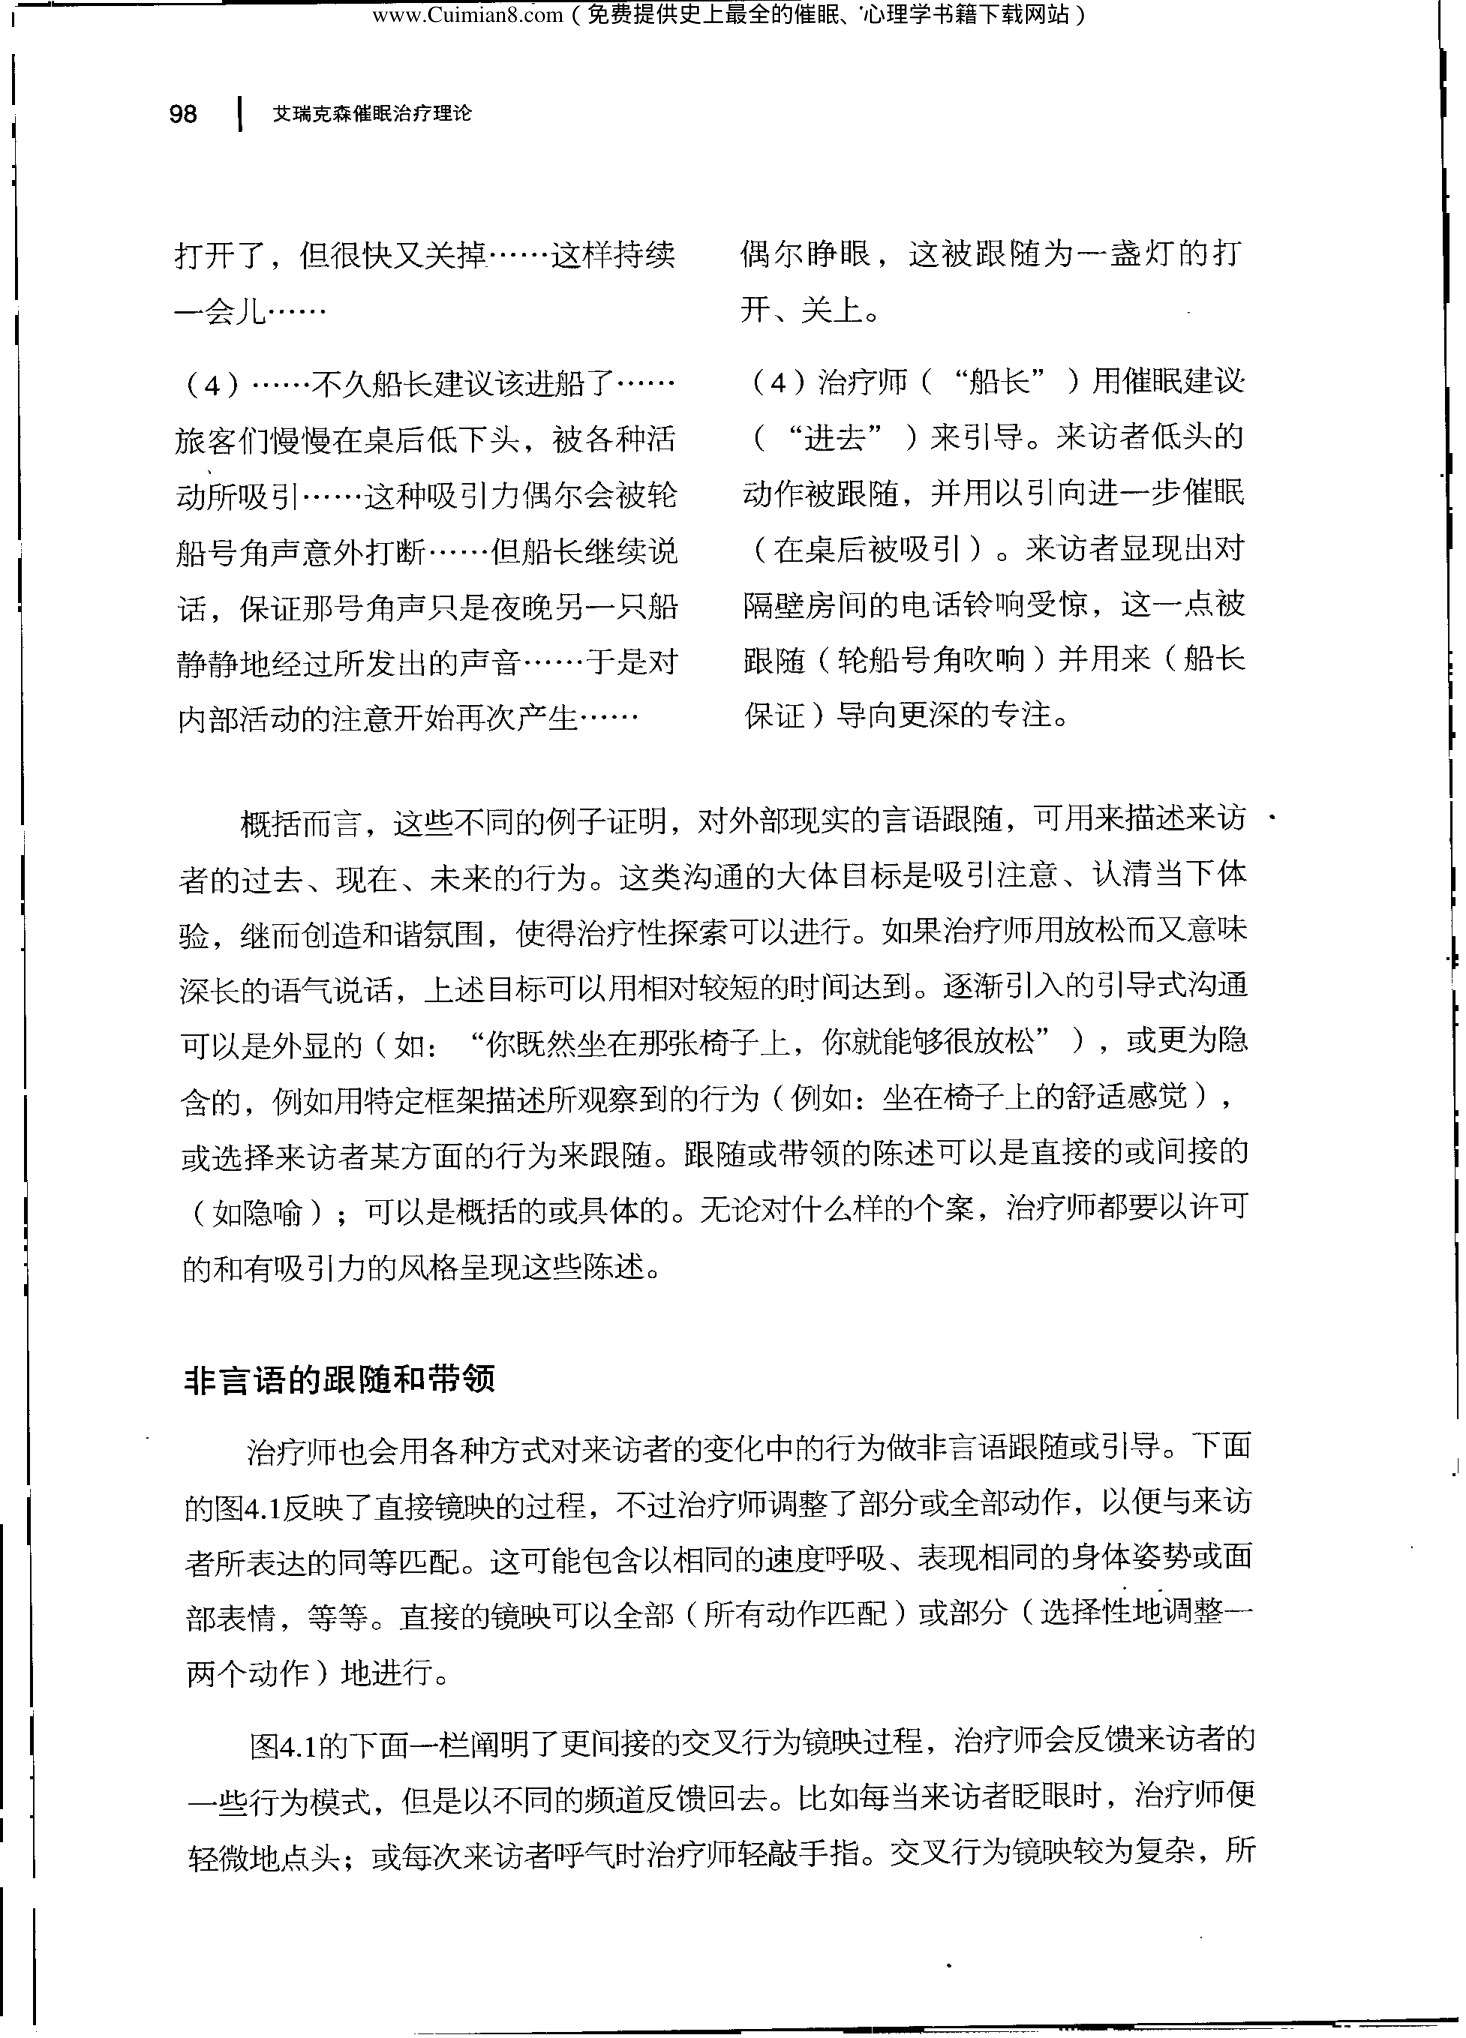 www.Cuimian8.com（免费提供史上最全的催眠、心理学书籍下载网站）
98 艾瑞克森催眠治疗理论
打开了，但很快又关掉……这样持续
一会儿……
（4）……不久船长建议该进船了……
旅客们慢慢在桌后低下头，被各种活
动所吸引……这种吸引力偶尔会被轮
船号角声意外打断……但船长继续说
话，保证那号角声只是夜晚另一只船
静静地经过所发出的声音……于是对
内部活动的注意开始再次产生……
偶尔睁眼，这被跟随为一盏灯的打
开、关上。
（4）治疗师（“船长”）用催眠建议
（“进去”）来引导。来访者低头的
动作被跟随，并用以引向进一步催眠
（在桌后被吸引）。来访者显现出对
隔壁房间的电话铃响受惊，这一点被
跟随（轮船号角吹响）并用来（船长
保证）导向更深的专注。
概括而言，这些不同的例子证明，对外部现实的言语跟随，可用来描述来访
者的过去、现在、未来的行为。这类沟通的大体目标是吸引注意、认清当下体
验，继而创造和谐氛围，使得治疗性探索可以进行。如果治疗师用放松而又意味
深长的语气说话，上述目标可以用相对较短的时间达到。逐渐引入的引导式沟通
可以是外显的（如：“你既然坐在那张椅子上，你就能够很放松”），或更为隐
含的，例如用特定框架描述所观察到的行为（例如：坐在椅子上的舒适感觉），
或选择来访者某方面的行为来跟随。跟随或带领的陈述可以是直接的或间接的
（如隐喻）；可以是概括的或具体的。无论对什么样的个案，治疗师都要以许可
的和有吸引力的风格呈现这些陈述。
非言语的跟随和带领
治疗师也会用各种方式对来访者的变化中的行为做非言语跟随或引导。下面
的图4.1反映了直接镜映的过程，不过治疗师调整了部分或全部动作，以便与来访
者所表达的同等匹配。这可能包含以相同的速度呼吸、表现相同的身体姿势或面
部表情，等等。直接的镜映可以全部（所有动作匹配）或部分（选择性地调整一
两个动作）地进行。
图4.1的下面一栏阐明了更间接的交叉行为镜映过程，治疗师会反馈来访者的
一些行为模式，但是以不同的频道反馈回去。比如每当来访者眨眼时，治疗师便
轻微地点头；或每次来访者呼气时治疗师轻敲手指。交叉行为镜映较为复杂，所